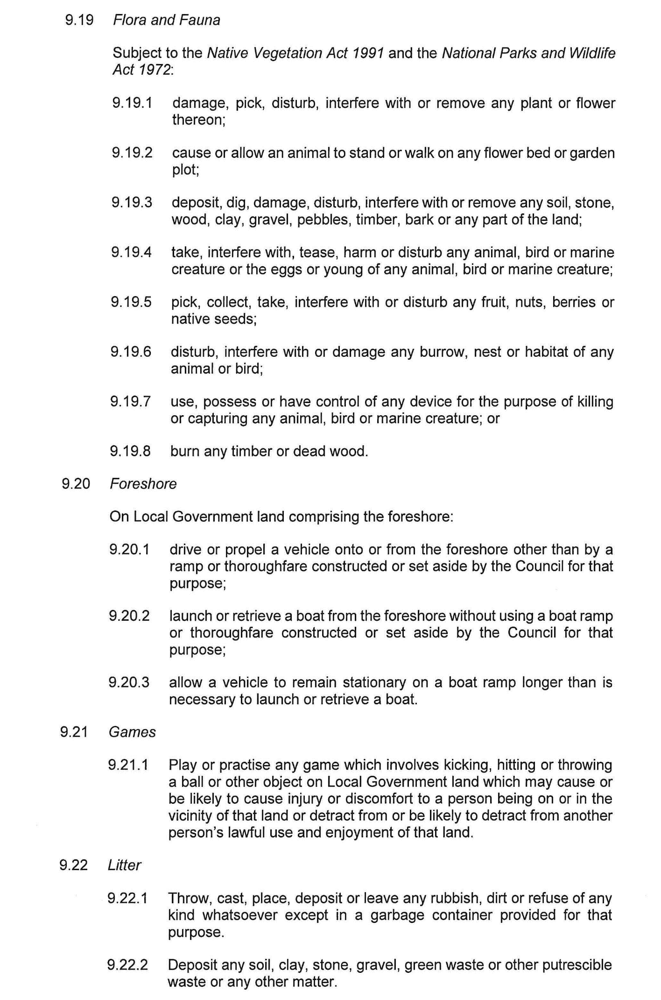 9.19 Flora and Fauna
Subject to the Native Vegetation Act 1991 and the National Parks and Wildlife
Act 1972:
9.19.1 damage, pick, disturb, interfere with or remove any plant or flower
thereon;
9.19.2 cause or allow an animal to stand or walk on any flower bed or garden
plot;
9.19.3 deposit, dig, damage, disturb, interfere with or remove any soil, stone,
wood, clay, gravel, pebbles, timber, bark or any part of the land;
9.19.4 take, interfere with, tease, harm or disturb any animal, bird or marine
creature or the eggs or young of any animal, bird or marine creature;
9.19.5 pick, collect, take, interfere with or disturb any fruit, nuts, berries or
native seeds;
9.19.6 disturb, interfere with or damage any burrow, nest or habitat of any
animal or bird;
9.19.7 use, possess or have control of any device for the purpose of killing
or capturing any animal, bird or marine creature; or
9.19.8 burn any timber or dead wood.
9.20 Foreshore
On Local Government land comprising the foreshore:
9.20.1 drive or propel a vehicle onto or from the foreshore other than by a
ramp or thoroughfare constructed or set aside by the Council for that
purpose;
9.20.2 launch or retrieve a boat from the foreshore without using a boat ramp
or thoroughfare constructed or set aside by the Council for that
purpose;
9.20.3 allow a vehicle to remain stationary on a boat ramp longer than is
necessary to launch or retrieve a boat.
9.21 Games
9.21.1 Play or practise any game which involves kicking, hitting or throwing
a ball or other object on Local Government land which may cause or
be likely to cause injury or discomfort to a person being on or in the
vicinity of that land or detract from or be likely to detract from another
person's lawful use and enjoyment of that land.
9.22 Litter
9.22.1 Throw, cast, place, deposit or leave any rubbish, dirt or refuse of any
kind whatsoever except in a garbage container provided for that
purpose.
9.22.2 Deposit any soil, clay, stone, gravel, green waste or other putrescible
waste or any other matter.